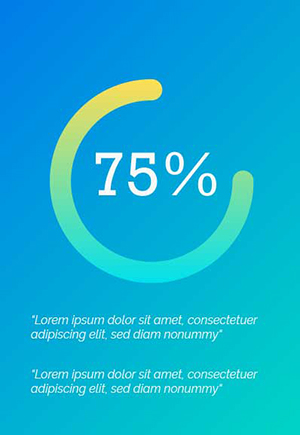 75%
"Lorem ipsum dolor sit amet, consectetuer
adipiscing elit, sed diam nonummy"
"Lorem ipsum dolor sit amet, consectetuer
adipiscing elit, sed diam nonummy"